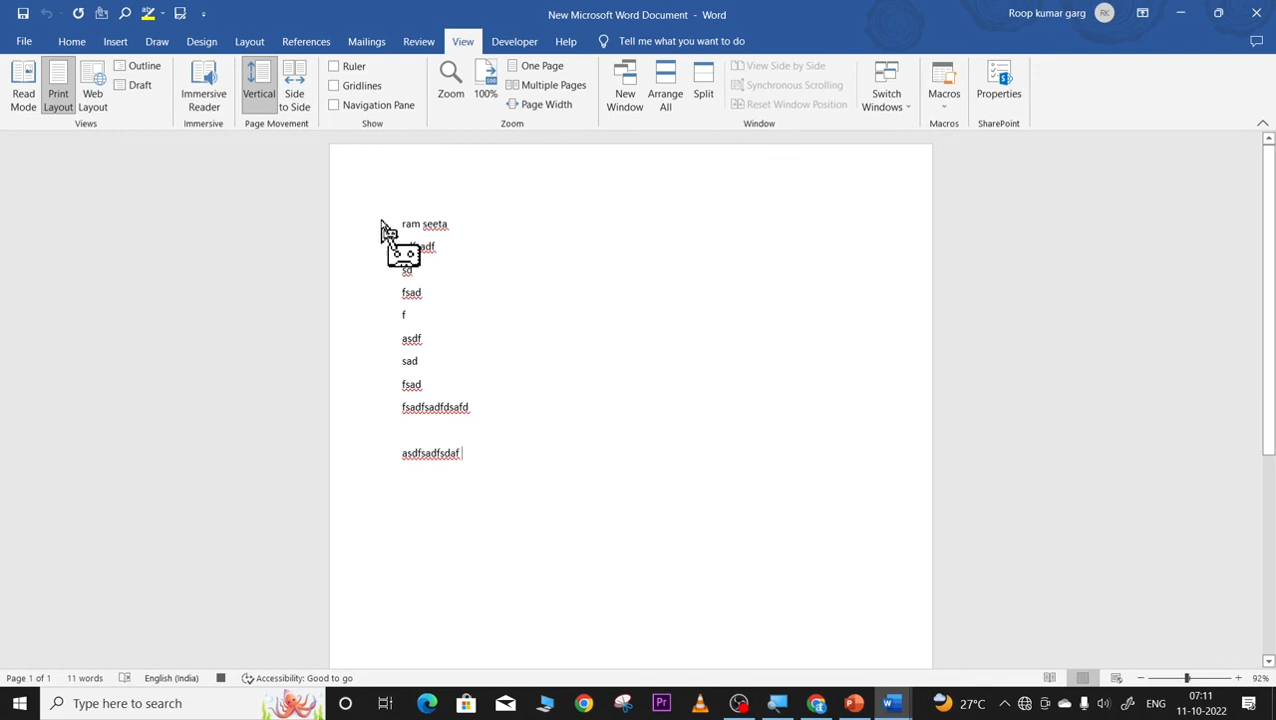 New Microsoft Word Document - Word
Roop kumar garg RK
File Home Insert Draw Design Layout References Mailings Review View Developer Help Tell me what you want to do
Read Mode
Print Layout
Web Layout
Outline
Draft
Views
Immersive Reader
Immersive
Vertical
Side to Side
Page Movement
Ruler
Gridlines
Navigation Pane
Show
Zoom
100%
One Page
Multiple Pages
Page Width
Zoom
New Window
Arrange All
Split
View Side by Side
Synchronous Scrolling
Reset Window Position
Switch Windows
Window
Macros
Macros
Properties
SharePoint
ram seeta
sd
fsad
f
asdf
sad
fsad
fsadfsadfdsafd
asdfsadfsdaf
Page 1 of 1 11 words English (India) Accessibility: Good to go 92%
Type here to search
27°C
ENG
07:11
11-10-2022